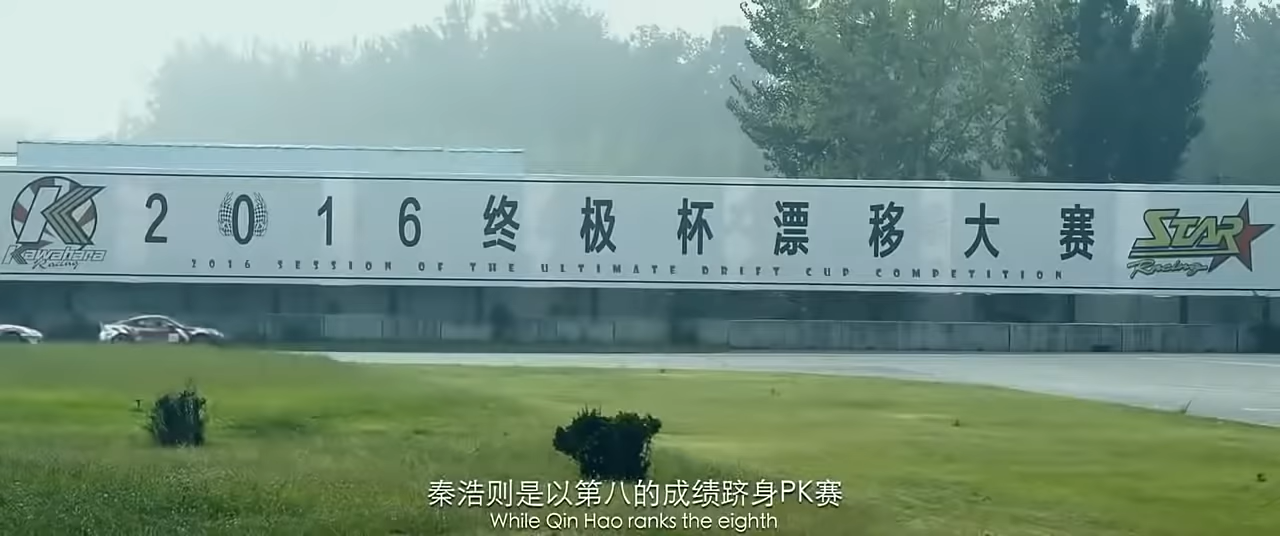 Kawahara
Racing
2016终极杯漂移大赛
2016 SESSION OF THE ULTIMATE DRIFT CUP COMPETITION
STAR
Racing
秦浩则是以第八的成绩跻身PK赛
While Qin Hao ranks the eighth